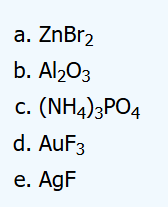 a. ZnBr₂
b. Al₂O₃
c. (NH₄)₃PO₄
d. AuF₃
e. AgF